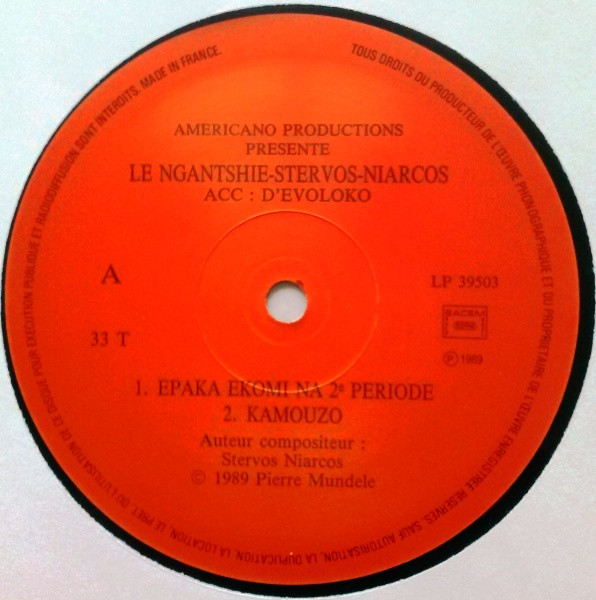 TOUS DROITS DU PRODUCTEUR DE L'ŒUVRE PHONOGRAPHIQUE ET DU PROPRIETAIRE DE L'ŒUVRE ENREGISTREE RESERVES. SAUF AUTORISATION, LA DUPLICATION, LA LOCATION, LE PRET, OU L'UTILISATION DE CE DISQUE POUR EXECUTION PUBLIQUE ET RADIODIFFUSION SONT INTERDITS. MADE IN FRANCE.
AMERICANO PRODUCTIONS
PRESENTE
LE NGANTSHIE-STERVOS-NIARCOS
ACC : D'EVOLOKO
A
LP 39503
33 T
SACEM
℗ 1989
1. EPAKA EKOMI NA 2e PERIODE
2. KAMOUZO
Auteur compositeur :
Stervos Niarcos
© 1989 Pierre Mundele